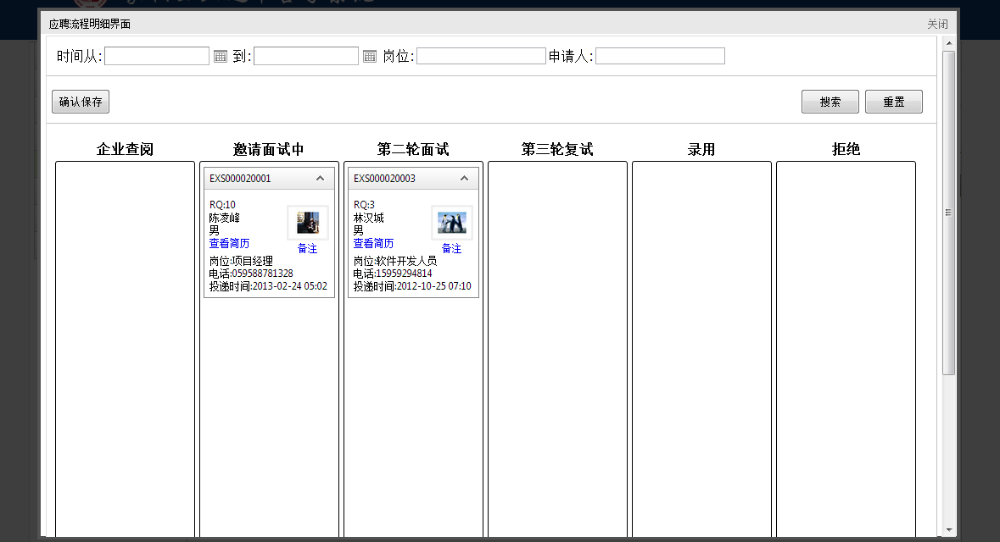 应聘流程明细界面
关闭
时间从: 到: 岗位: 申请人:
确认保存 搜索 重置
企业查阅 邀请面试中 第二轮面试 第三轮复试 录用 拒绝
EXS000020001
RQ:10
陈凌峰
男
查看简历
备注
岗位:项目经理
电话:059588781328
投递时间:2013-02-24 05:02
EXS000020003
RQ:3
林汉城
男
查看简历
备注
岗位:软件开发人员
电话:15959294814
投递时间:2012-10-25 07:10